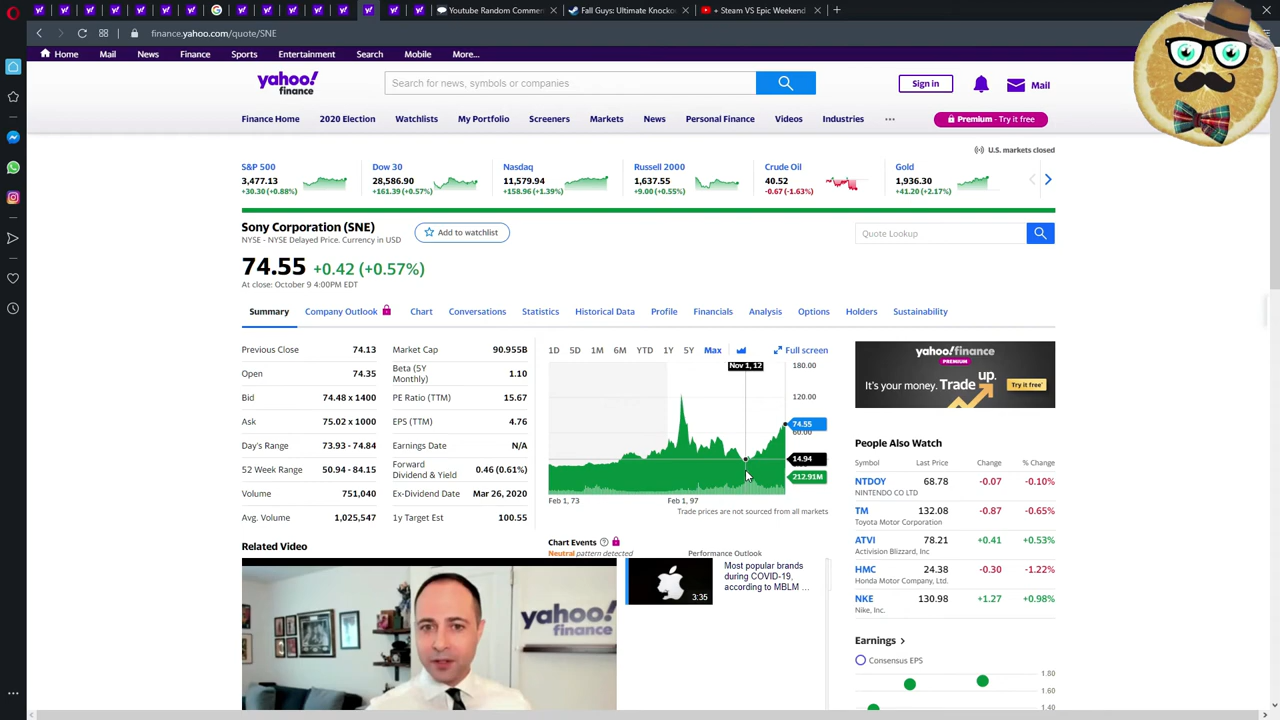 Youtube Random Commen
Fall Guys: Ultimate Knocko
+ Steam VS Epic Weekend
finance.yahoo.com/quote/SNE
Home Mail News Finance Sports Entertainment Search Mobile More...
yahoo!
finance
Search for news, symbols or companies
Sign in
Mail
Finance Home 2020 Election Watchlists My Portfolio Screeners Markets News Personal Finance Videos Industries ...
Premium - Try it free
U.S. markets closed
S&P 500
3,477.13
+30.30 (+0.88%)
Dow 30
28,586.90
+161.39 (+0.57%)
Nasdaq
11,579.94
+158.96 (+1.39%)
Russell 2000
1,637.55
+9.00 (+0.55%)
Crude Oil
40.52
-0.67 (-1.63%)
Gold
1,936.30
+41.20 (+2.17%)
Sony Corporation (SNE)
NYSE - NYSE Delayed Price. Currency in USD
Add to watchlist
Quote Lookup
74.55 +0.42 (+0.57%)
At close: October 9 4:00PM EDT
Summary Company Outlook Chart Conversations Statistics Historical Data Profile Financials Analysis Options Holders Sustainability
Previous Close 74.13
Open 74.35
Bid 74.48 x 1400
Ask 75.02 x 1000
Day's Range 73.93 - 74.84
52 Week Range 50.94 - 84.15
Volume 751,040
Avg. Volume 1,025,547
Market Cap 90.955B
Beta (5Y
Monthly) 1.10
PE Ratio (TTM) 15.67
EPS (TTM) 4.76
Earnings Date N/A
Forward
Dividend & Yield 0.46 (0.61%)
Ex-Dividend Date Mar 26, 2020
1y Target Est 100.55
1D 5D 1M 6M YTD 1Y 5Y Max
Full screen
Nov 1, 12
180.00
120.00
74.55
60.00
14.94
212.91M
Feb 1, 73
Feb 1, 97
Trade prices are not sourced from all markets
Chart Events
Neutral pattern detected
Performance Outlook
yahoo!finance
PREMIUM
It's your money. Trade up.
Try it free*
People Also Watch
Symbol Last Price Change % Change
NTDOY 68.78 -0.07 -0.10%
NINTENDO CO LTD
TM 132.08 -0.87 -0.65%
Toyota Motor Corporation
ATVI 78.21 +0.41 +0.53%
Activision Blizzard, Inc
HMC 24.38 -0.30 -1.22%
Honda Motor Company, Ltd.
NKE 130.98 +1.27 +0.98%
Nike, Inc.
Earnings
Consensus EPS
1.80
1.60
1.40
Related Video
yahoo!
finance
3:35
Most popular brands
during COVID-19,
according to MBLM ...